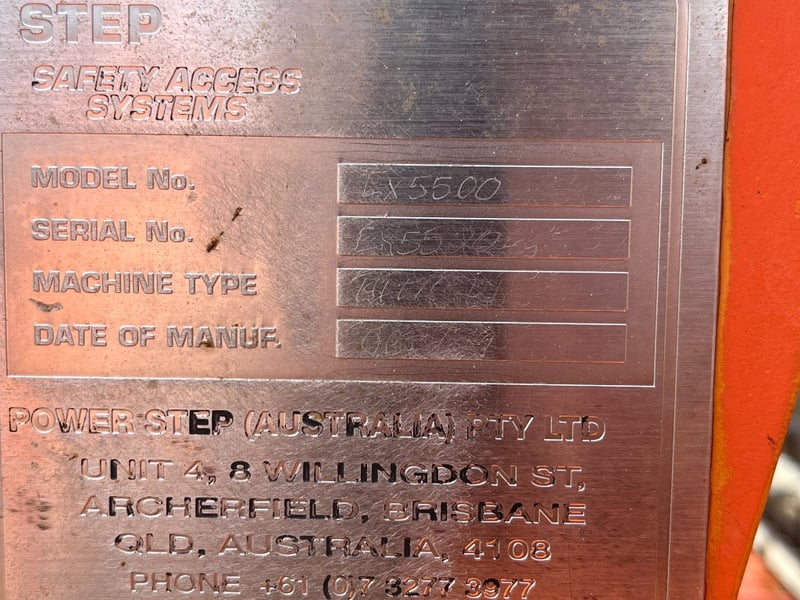 STEP
SAFETY ACCESS
SYSTEMS
MODEL No. EX5500
SERIAL No.
MACHINE TYPE
DATE OF MANUF.
POWER STEP (AUSTRALIA) PTY LTD
UNIT 4, 8 WILLINGDON ST,
ARCHERFIELD, BRISBANE
QLD, AUSTRALIA, 4108
PHONE +61 (0)7 3277 3977